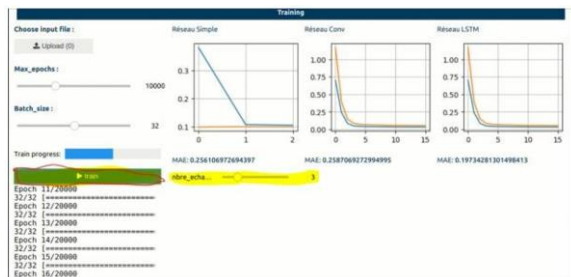 Training
Choose input file :
Upload (0)
Max_epochs :
10000
Batch_size :
32
Train progress:
train
Epoch 11/20000
32/32 [==================
Epoch 12/20000
32/32 [==================
Epoch 13/20000
32/32 [==================
Epoch 14/20000
32/32 [==================
Epoch 15/20000
32/32 [==================
Epoch 16/20000
Réseau Simple
0.3
0.2
0.1
0 1 2
MAE: 0.256106972694397
nbre_echa... 3
Réseau Conv
1.00
0.75
0.50
0.25
0.00
0 5 10 15
MAE: 0.2587069272994995
Réseau LSTM
1.00
0.75
0.50
0.25
0.00
0 5 10 15
MAE: 0.19734281301498413